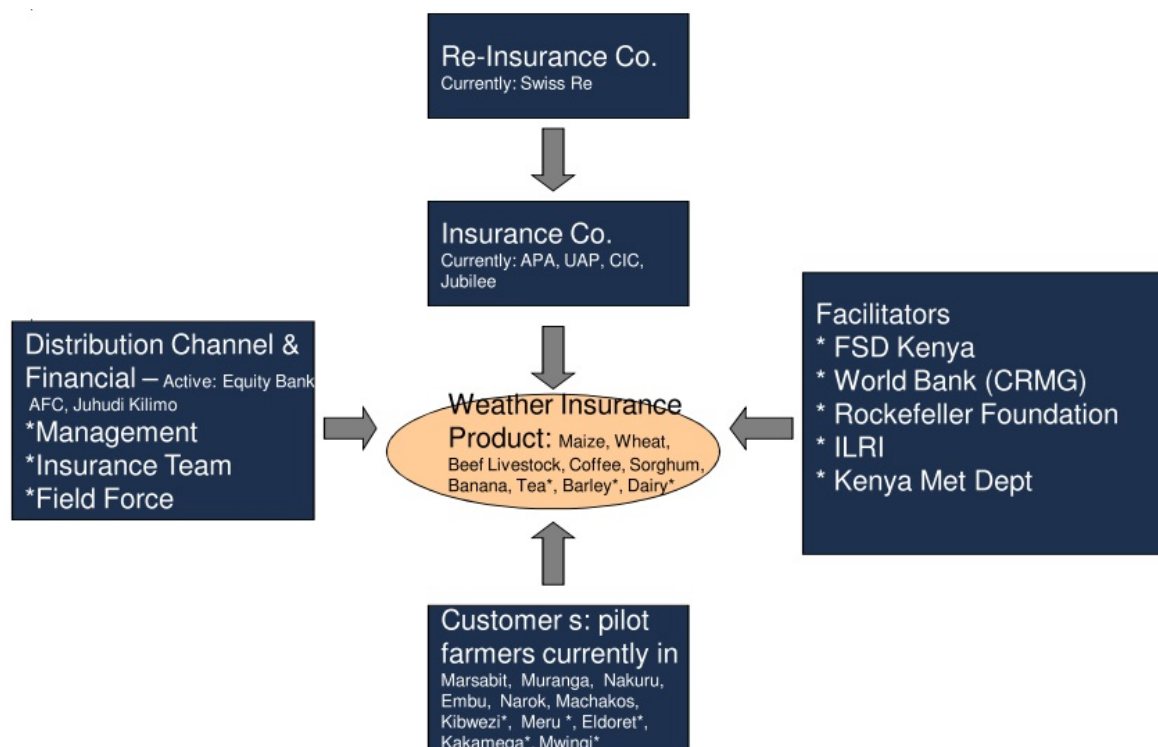 Re-Insurance Co.
Currently: Swiss Re
Insurance Co.
Currently: APA, UAP, CIC,
Jubilee
Distribution Channel &
Financial – Active: Equity Bank
AFC, Juhudi Kilimo
*Management
*Insurance Team
*Field Force
Weather Insurance
Product: Maize, Wheat,
Beef Livestock, Coffee, Sorghum,
Banana, Tea*, Barley*, Dairy*
Facilitators
* FSD Kenya
* World Bank (CRMG)
* Rockefeller Foundation
* ILRI
* Kenya Met Dept
Customer s: pilot
farmers currently in
Marsabit, Muranga, Nakuru,
Embu, Narok, Machakos,
Kibwezi*, Meru *, Eldoret*,
Kakamega* Mwingi*